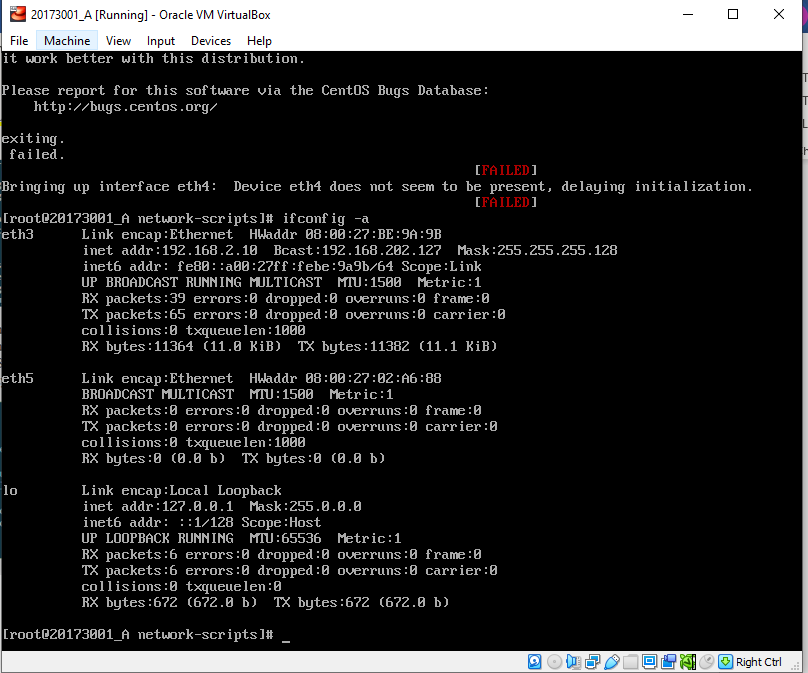 20173001_A [Running] - Oracle VM VirtualBox
File Machine View Input Devices Help
it work better with this distribution.
Please report for this software via the CentOS Bugs Database:
http://bugs.centos.org/
exiting.
failed.
[FAILED]
Bringing up interface eth4: Device eth4 does not seem to be present, delaying initialization.
[FAILED]
[root@20173001_A network-scripts]# ifconfig -a
eth3 Link encap:Ethernet HWaddr 08:00:27:BE:9A:9B
inet addr:192.168.2.10 Bcast:192.168.202.127 Mask:255.255.255.128
inet6 addr: fe80::a00:27ff:febe:9a9b/64 Scope:Link
UP BROADCAST RUNNING MULTICAST MTU:1500 Metric:1
RX packets:39 errors:0 dropped:0 overruns:0 frame:0
TX packets:65 errors:0 dropped:0 overruns:0 carrier:0
collisions:0 txqueuelen:1000
RX bytes:11364 (11.0 KiB) TX bytes:11382 (11.1 KiB)
eth5 Link encap:Ethernet HWaddr 08:00:27:02:A6:88
BROADCAST MULTICAST MTU:1500 Metric:1
RX packets:0 errors:0 dropped:0 overruns:0 frame:0
TX packets:0 errors:0 dropped:0 overruns:0 carrier:0
collisions:0 txqueuelen:1000
RX bytes:0 (0.0 b) TX bytes:0 (0.0 b)
lo Link encap:Local Loopback
inet addr:127.0.0.1 Mask:255.0.0.0
inet6 addr: ::1/128 Scope:Host
UP LOOPBACK RUNNING MTU:65536 Metric:1
RX packets:6 errors:0 dropped:0 overruns:0 frame:0
TX packets:6 errors:0 dropped:0 overruns:0 carrier:0
collisions:0 txqueuelen:0
RX bytes:672 (672.0 b) TX bytes:672 (672.0 b)
[root@20173001_A network-scripts]# _
Right Ctrl